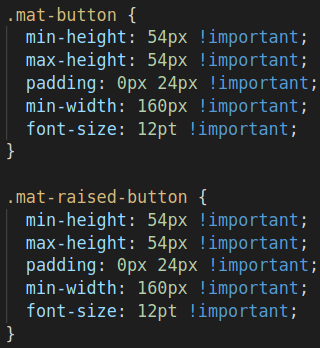 .mat-button {
  min-height: 54px !important;
  max-height: 54px !important;
  padding: 0px 24px !important;
  min-width: 160px !important;
  font-size: 12pt !important;
}

.mat-raised-button {
  min-height: 54px !important;
  max-height: 54px !important;
  padding: 0px 24px !important;
  min-width: 160px !important;
  font-size: 12pt !important;
}